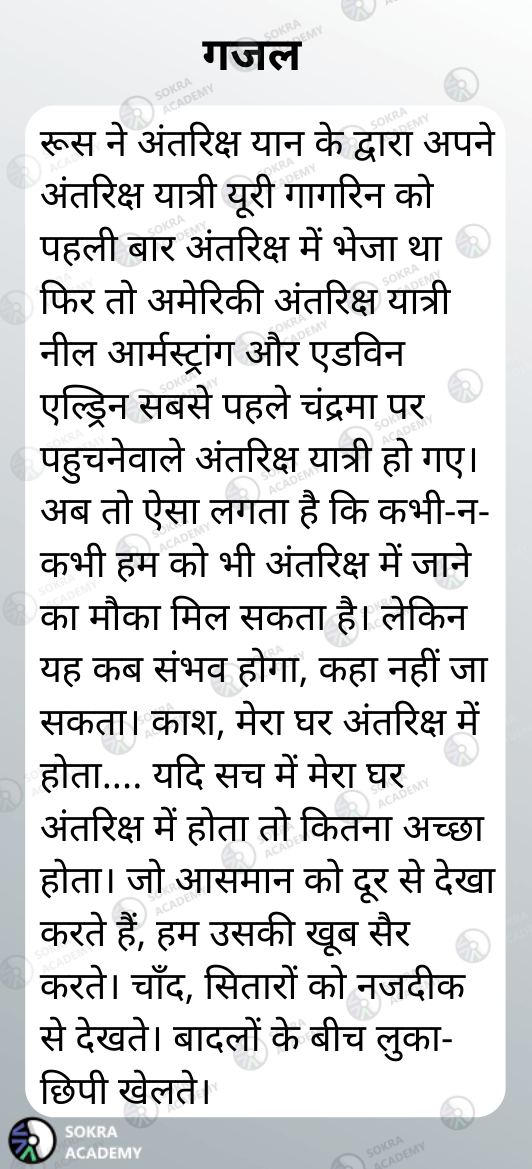 गजल
रूस ने अंतरिक्ष यान के द्वारा अपने
अंतरिक्ष यात्री यूरी गागरिन को
पहली बार अंतरिक्ष में भेजा था
फिर तो अमेरिकी अंतरिक्ष यात्री
नील आर्मस्ट्रांग और एडविन
एल्ड्रिन सबसे पहले चंद्रमा पर
पहुचनेवाले अंतरिक्ष यात्री हो गए।
अब तो ऐसा लगता है कि कभी-न-
कभी हम को भी अंतरिक्ष में जाने
का मौका मिल सकता है। लेकिन
यह कब संभव होगा, कहा नहीं जा
सकता। काश, मेरा घर अंतरिक्ष में
होता.... यदि सच में मेरा घर
अंतरिक्ष में होता तो कितना अच्छा
होता। जो आसमान को दूर से देखा
करते हैं, हम उसकी खूब सैर
करते। चाँद, सितारों को नजदीक
से देखते। बादलों के बीच लुका-
छिपी खेलते।
SOKRA
ACADEMY